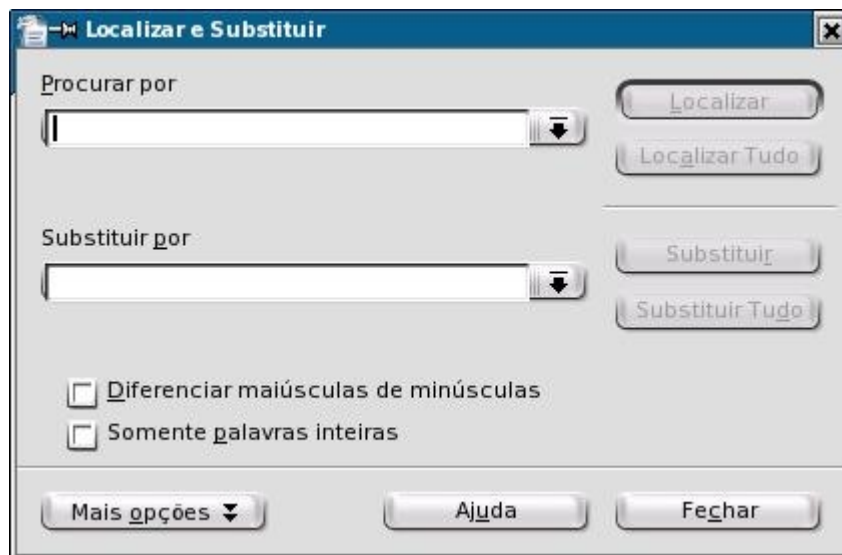 Localizar e Substituir
Procurar por
Localizar
Localizar Tudo
Substituir por
Substituir
Substituir Tudo
Diferenciar maiúsculas de minúsculas
Somente palavras inteiras
Mais opções
Ajuda
Fechar